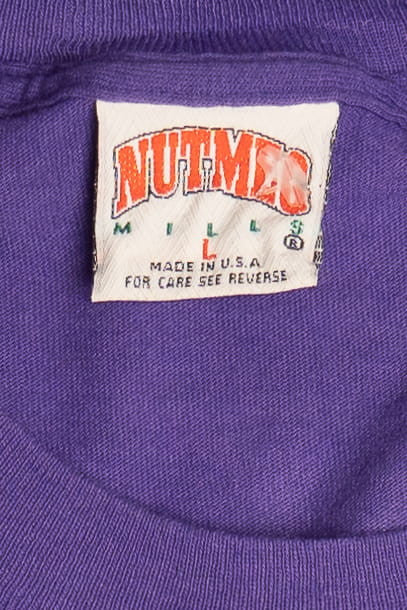 NUTMEG
MILLS
®
L
MADE IN U.S.A
FOR CARE SEE REVERSE